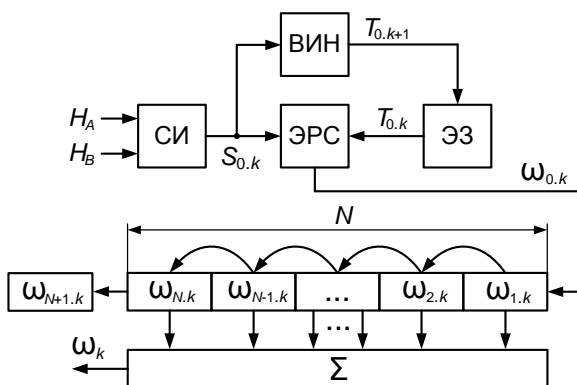 ВИН
T0.k+1
HA
HB
СИ
S0.k
ЭРС
T0.k
ЭЗ
ω0.k
N
ωN+1.k
ωN.k
ωN-1.k
...
ω2.k
ω1.k
...
ωk
Σ